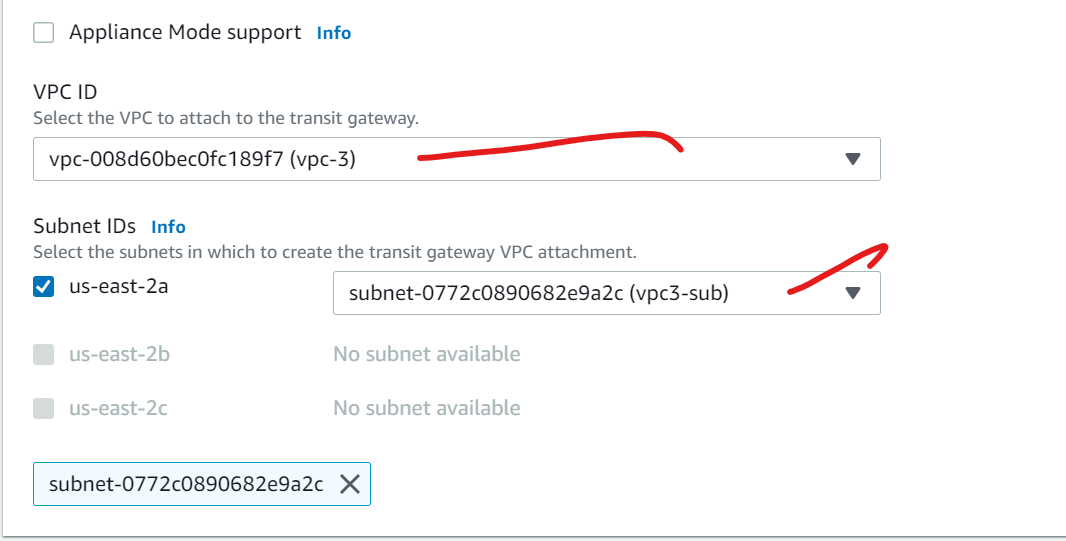 Appliance Mode support Info
VPC ID
Select the VPC to attach to the transit gateway.
vpc-008d60bec0fc189f7 (vpc-3)
Subnet IDs Info
Select the subnets in which to create the transit gateway VPC attachment.
us-east-2a subnet-0772c0890682e9a2c (vpc3-sub)
us-east-2b No subnet available
us-east-2c No subnet available
subnet-0772c0890682e9a2c